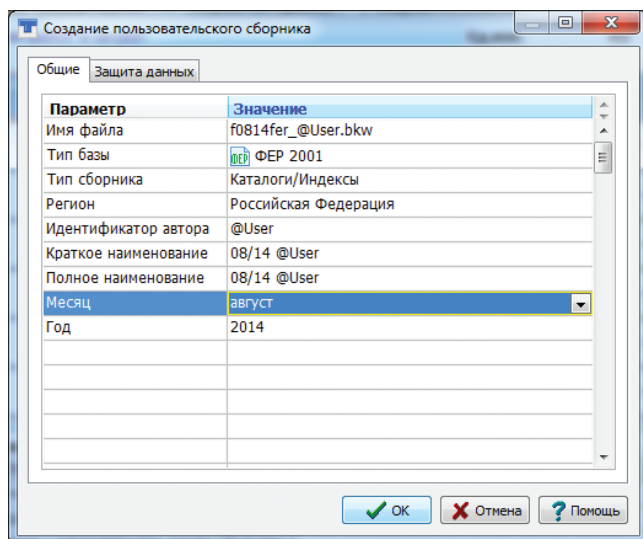 Создание пользовательского сборника
Общие Защита данных
Параметр Значение
Имя файла f0814fer_@User.bkw
Тип базы ФЕР ФЕР 2001
Тип сборника Каталоги/Индексы
Регион Российская Федерация
Идентификатор автора @User
Краткое наименование 08/14 @User
Полное наименование 08/14 @User
Месяц август
Год 2014
ОК Отмена ? Помощь